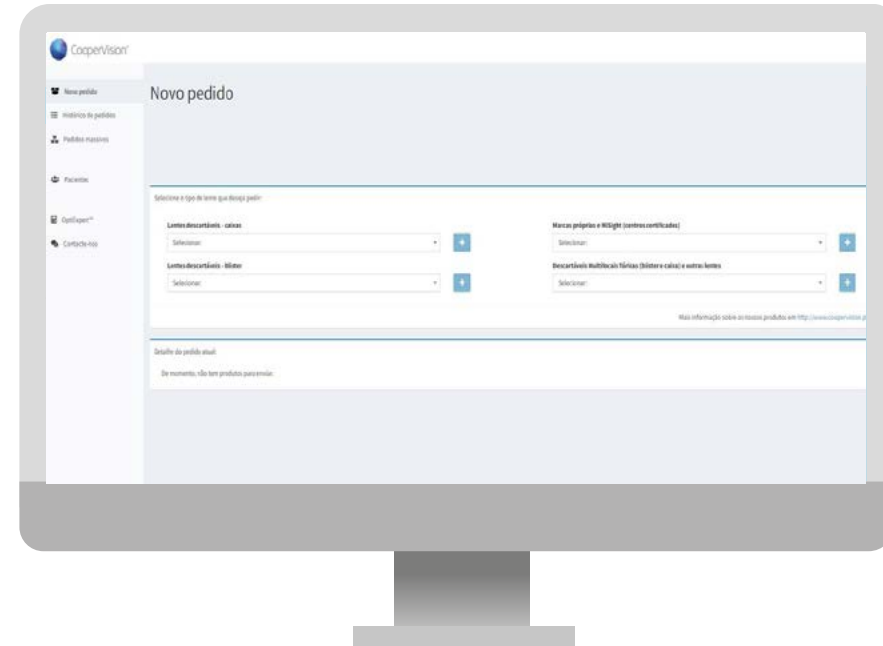 CooperVision®
Novo pedido
Histórico de pedidos
Pedidos massivos
Pacientes
OptiExpert™
Contacte-nos
Novo pedido
Selecione o tipo de lente que deseja pedir:
Lentes descartáveis - caixas
Selecionar:
Marcas próprias e MiSight (centros certificados)
Selecionar:
Lentes descartáveis - blister
Selecionar:
Descartáveis Multifocais Tóricas (blister e caixa) e outras lentes
Selecionar:
Mais informação sobre os nossos produtos em http://www.coopervision.p
Detalhe do pedido atual:
De momento, não tem produtos para enviar.